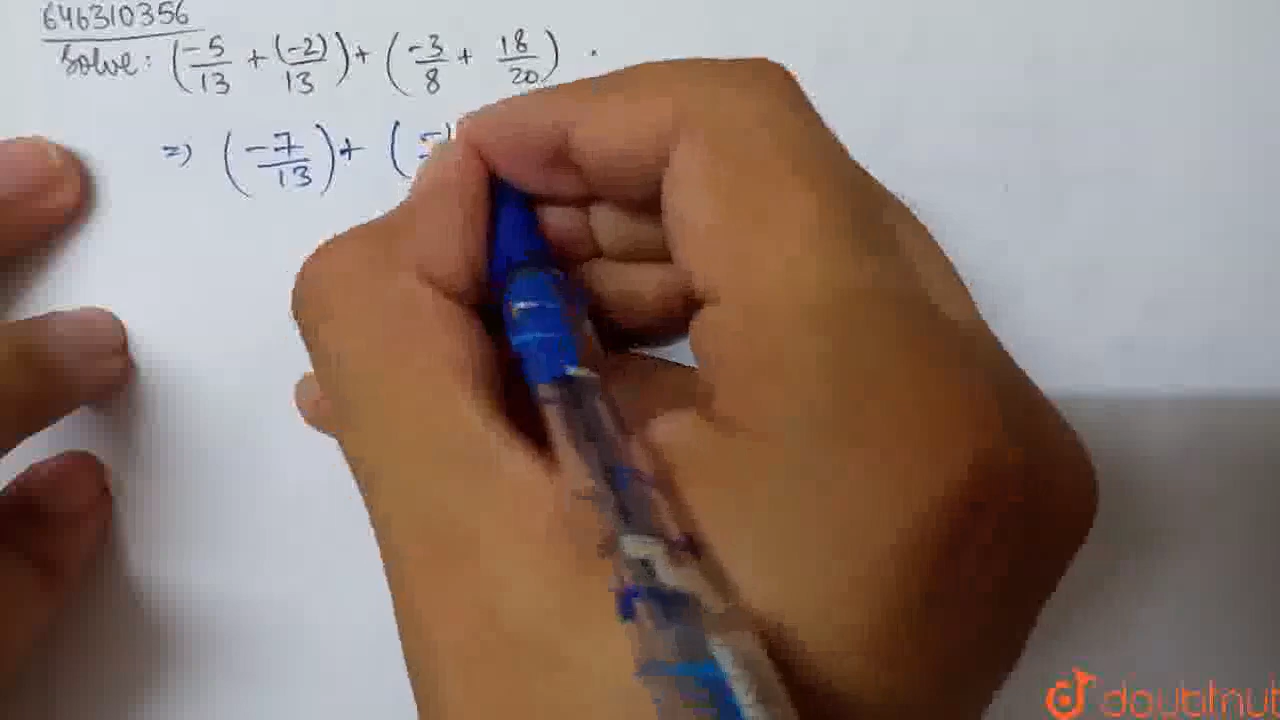 646310356
Solve: (-5/13 + (-2)/13) + (-3/8 + 18/20) .
=> (-7/13) + (
doubtnut